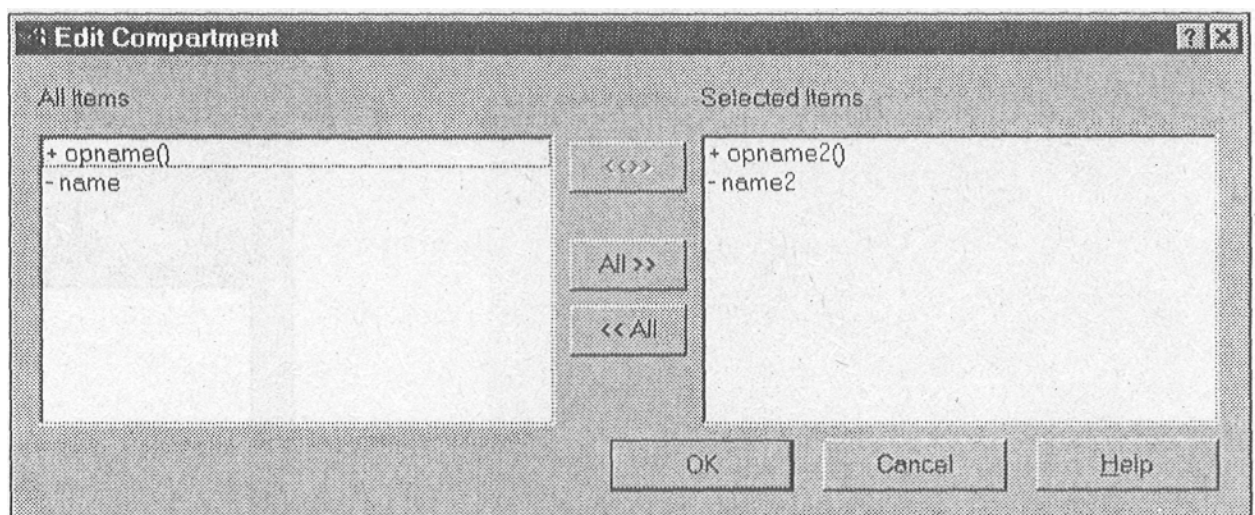 Edit Compartment
All Items
Selected Items
+ opname()
- name
<<>>
All >>
<< All
+ opname2()
- name2
OK
Cancel
Help